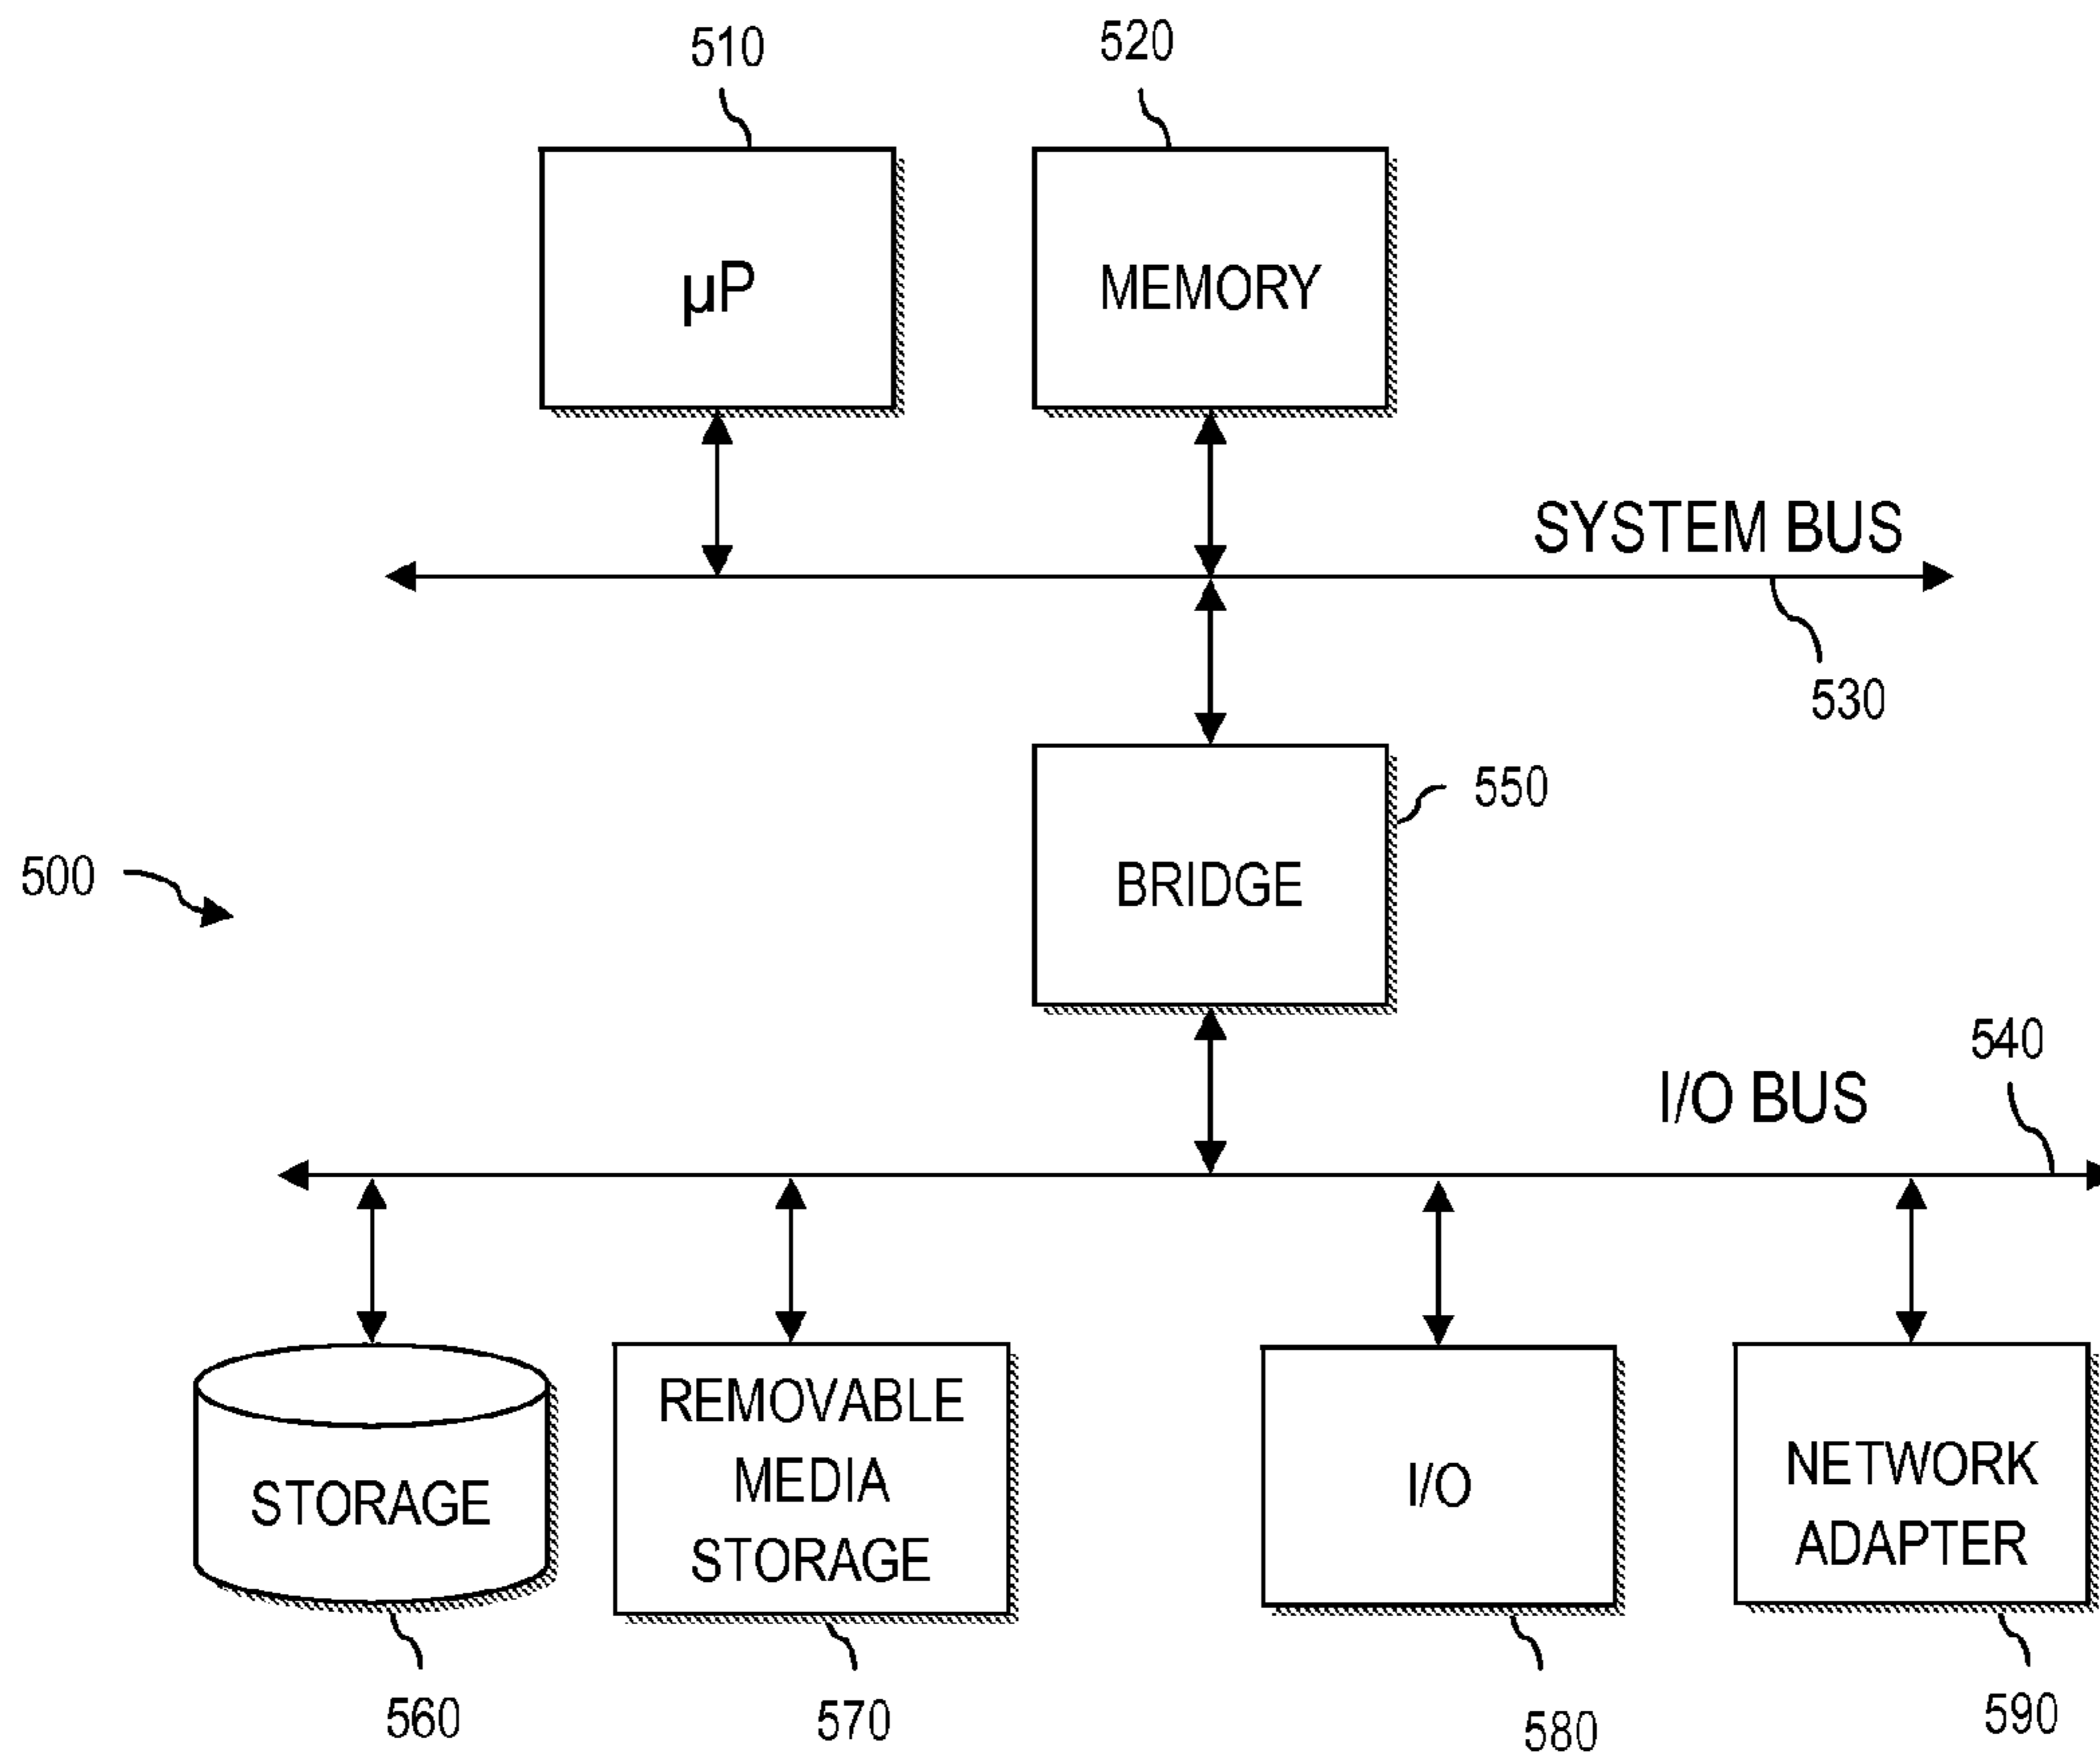 510
520
µP
MEMORY
SYSTEM BUS
530
550
BRIDGE
500
540
I/O BUS
STORAGE
REMOVABLE
MEDIA
STORAGE
I/O
NETWORK
ADAPTER
560
570
580
590